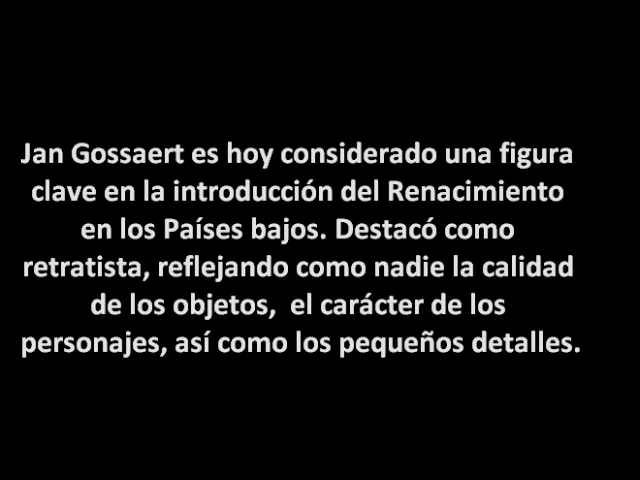 Jan Gossaert es hoy considerado una figura
clave en la introducción del Renacimiento
en los Países bajos. Destacó como
retratista, reflejando como nadie la calidad
de los objetos,  el carácter de los
personajes, así como los pequeños detalles.